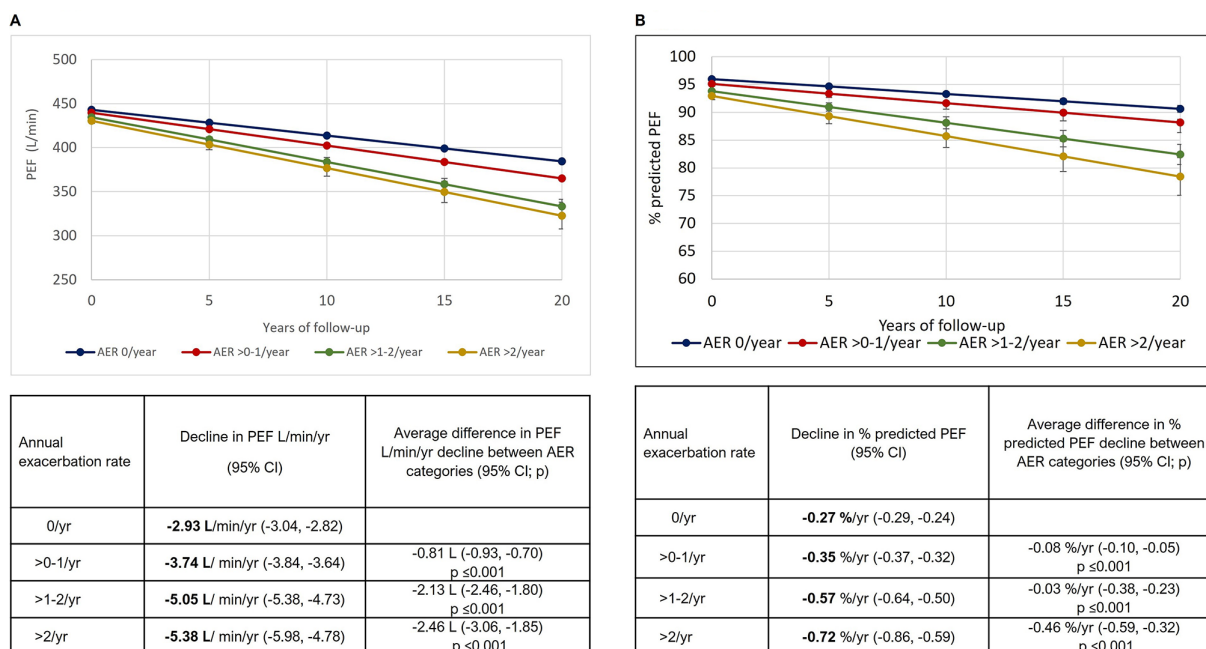 A
500
450
400
350
300
250
PEF (L/min)
0 5 10 15 20
Years of follow-up
AER 0/year AER >0-1/year AER >1-2/year AER >2/year
Annual
exacerbation rate
Decline in PEF L/min/yr
(95% CI)
Average difference in PEF
L/min/yr decline between AER
categories (95% CI; p)
0/yr
-2.93 L/min/yr (-3.04, -2.82)
>0-1/yr
-3.74 L/ min/yr (-3.84, -3.64)
-0.81 L (-0.93, -0.70)
p ≤0.001
>1-2/yr
-5.05 L/ min/yr (-5.38, -4.73)
-2.13 L (-2.46, -1.80)
p ≤0.001
>2/yr
-5.38 L/ min/yr (-5.98, -4.78)
-2.46 L (-3.06, -1.85)
p ≤0.001
B
100
95
90
85
80
75
70
65
60
% predicted PEF
0 5 10 15 20
Years of follow-up
AER 0/year AER >0-1/year AER >1-2/year AER >2/year
Annual
exacerbation rate
Decline in % predicted PEF
(95% CI)
Average difference in %
predicted PEF decline between
AER categories (95% CI; p)
0/yr
-0.27 %/yr (-0.29, -0.24)
>0-1/yr
-0.35 %/yr (-0.37, -0.32)
-0.08 %/yr (-0.10, -0.05)
p ≤0.001
>1-2/yr
-0.57 %/yr (-0.64, -0.50)
-0.03 %/yr (-0.38, -0.23)
p ≤0.001
>2/yr
-0.72 %/yr (-0.86, -0.59)
-0.46 %/yr (-0.59, -0.32)
p ≤0.001